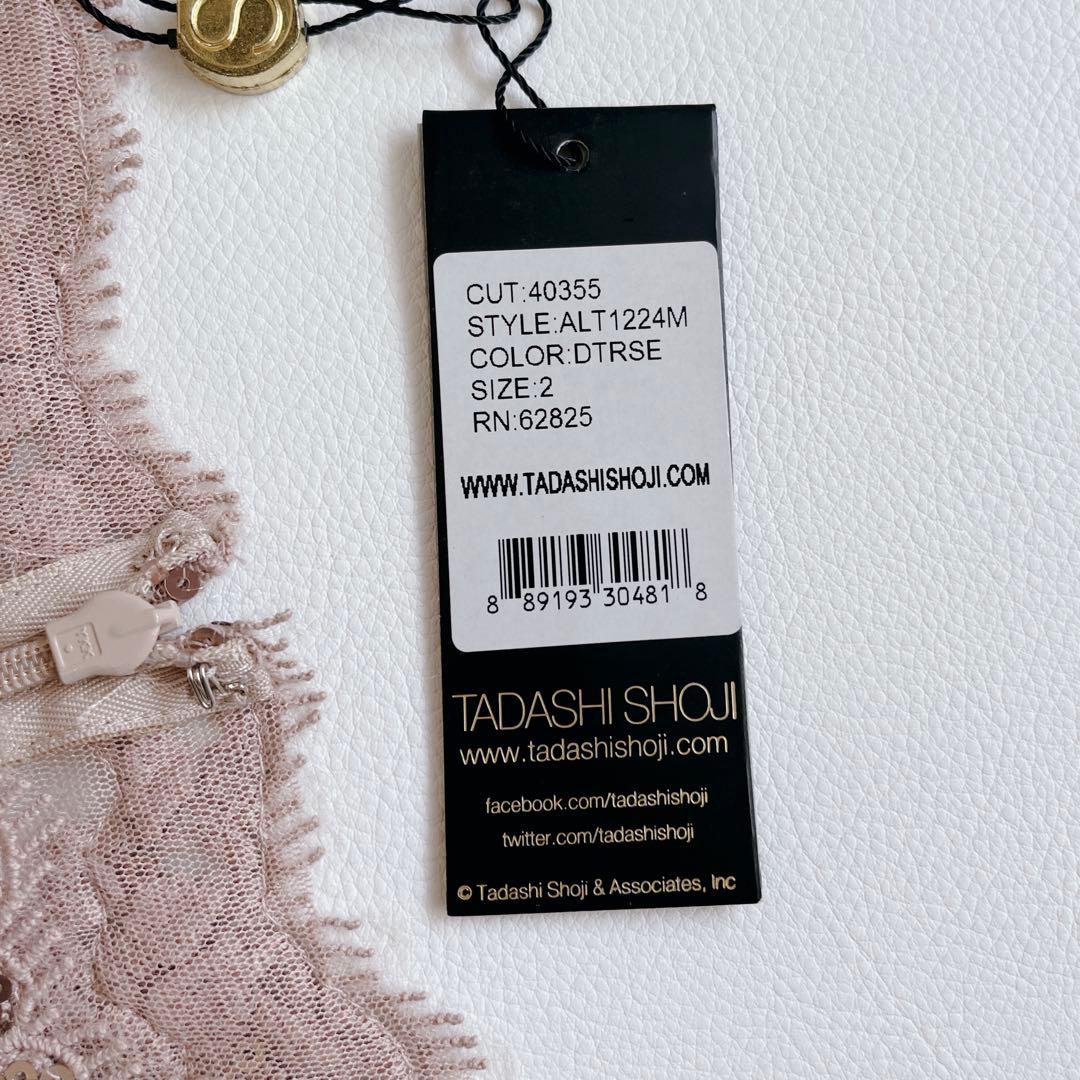 CUT:40355
STYLE:ALT1224M
COLOR:DTRSE
SIZE:2
RN:62825
WWW.TADASHISHOJI.COM
8 89193 30481 8
TADASHI SHOJI
www.tadashishoji.com
facebook.com/tadashishoji
twitter.com/tadashishoji
© Tadashi Shoji & Associates, Inc